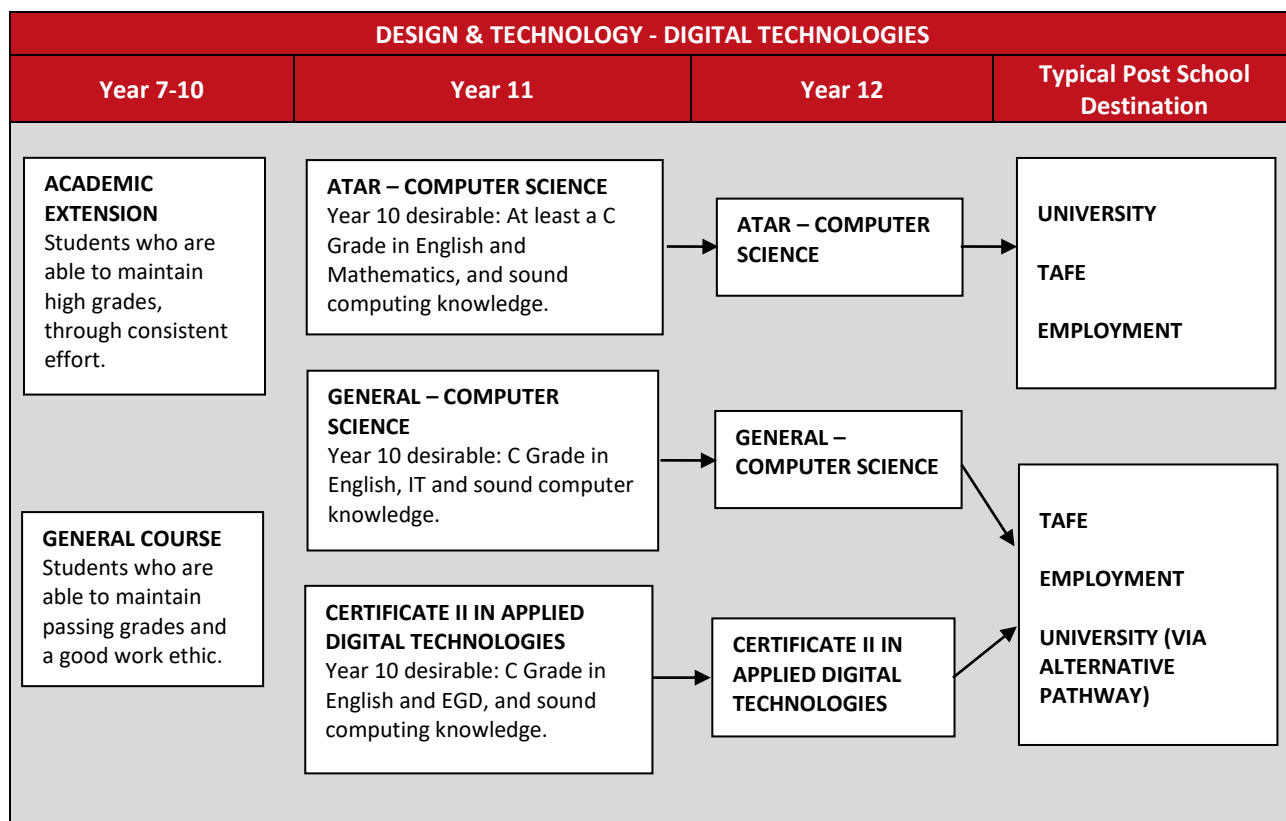 DESIGN & TECHNOLOGY - DIGITAL TECHNOLOGIES
Year 7-10
Year 11
Year 12
Typical Post School
Destination
ACADEMIC
EXTENSION
Students who are
able to maintain
high grades,
through consistent
effort.
GENERAL COURSE
Students who are
able to maintain
passing grades and
a good work ethic.
ATAR – COMPUTER SCIENCE
Year 10 desirable: At least a C
Grade in English and
Mathematics, and sound
computing knowledge.
GENERAL – COMPUTER
SCIENCE
Year 10 desirable: C Grade in
English, IT and sound computer
knowledge.
CERTIFICATE II IN APPLIED
DIGITAL TECHNOLOGIES
Year 10 desirable: C Grade in
English and EGD, and sound
computing knowledge.
ATAR – COMPUTER
SCIENCE
GENERAL –
COMPUTER SCIENCE
CERTIFICATE II IN
APPLIED DIGITAL
TECHNOLOGIES
UNIVERSITY
TAFE
EMPLOYMENT
TAFE
EMPLOYMENT
UNIVERSITY (VIA
ALTERNATIVE
PATHWAY)